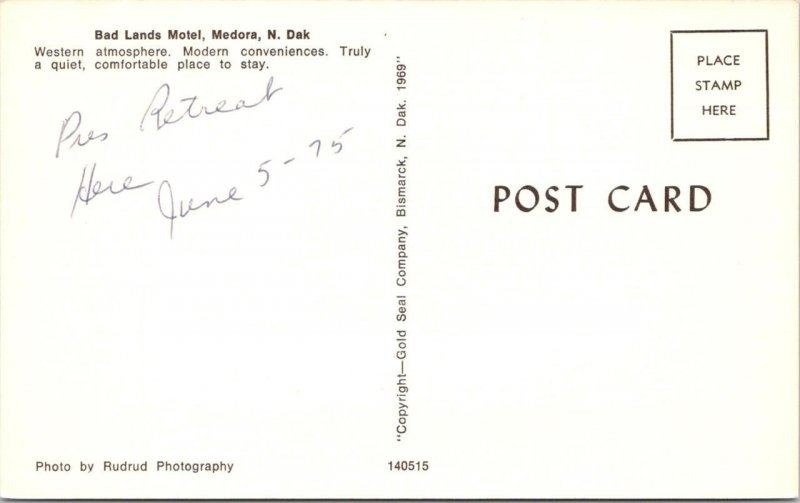 Bad Lands Motel, Medora, N. Dak
Western atmosphere. Modern conveniences. Truly
a quiet, comfortable place to stay.
Pres Retreat
Here June 5-75
"Copyright—Gold Seal Company, Bismarck, N. Dak. 1969"
PLACE
STAMP
HERE
POST CARD
Photo by Rudrud Photography
140515